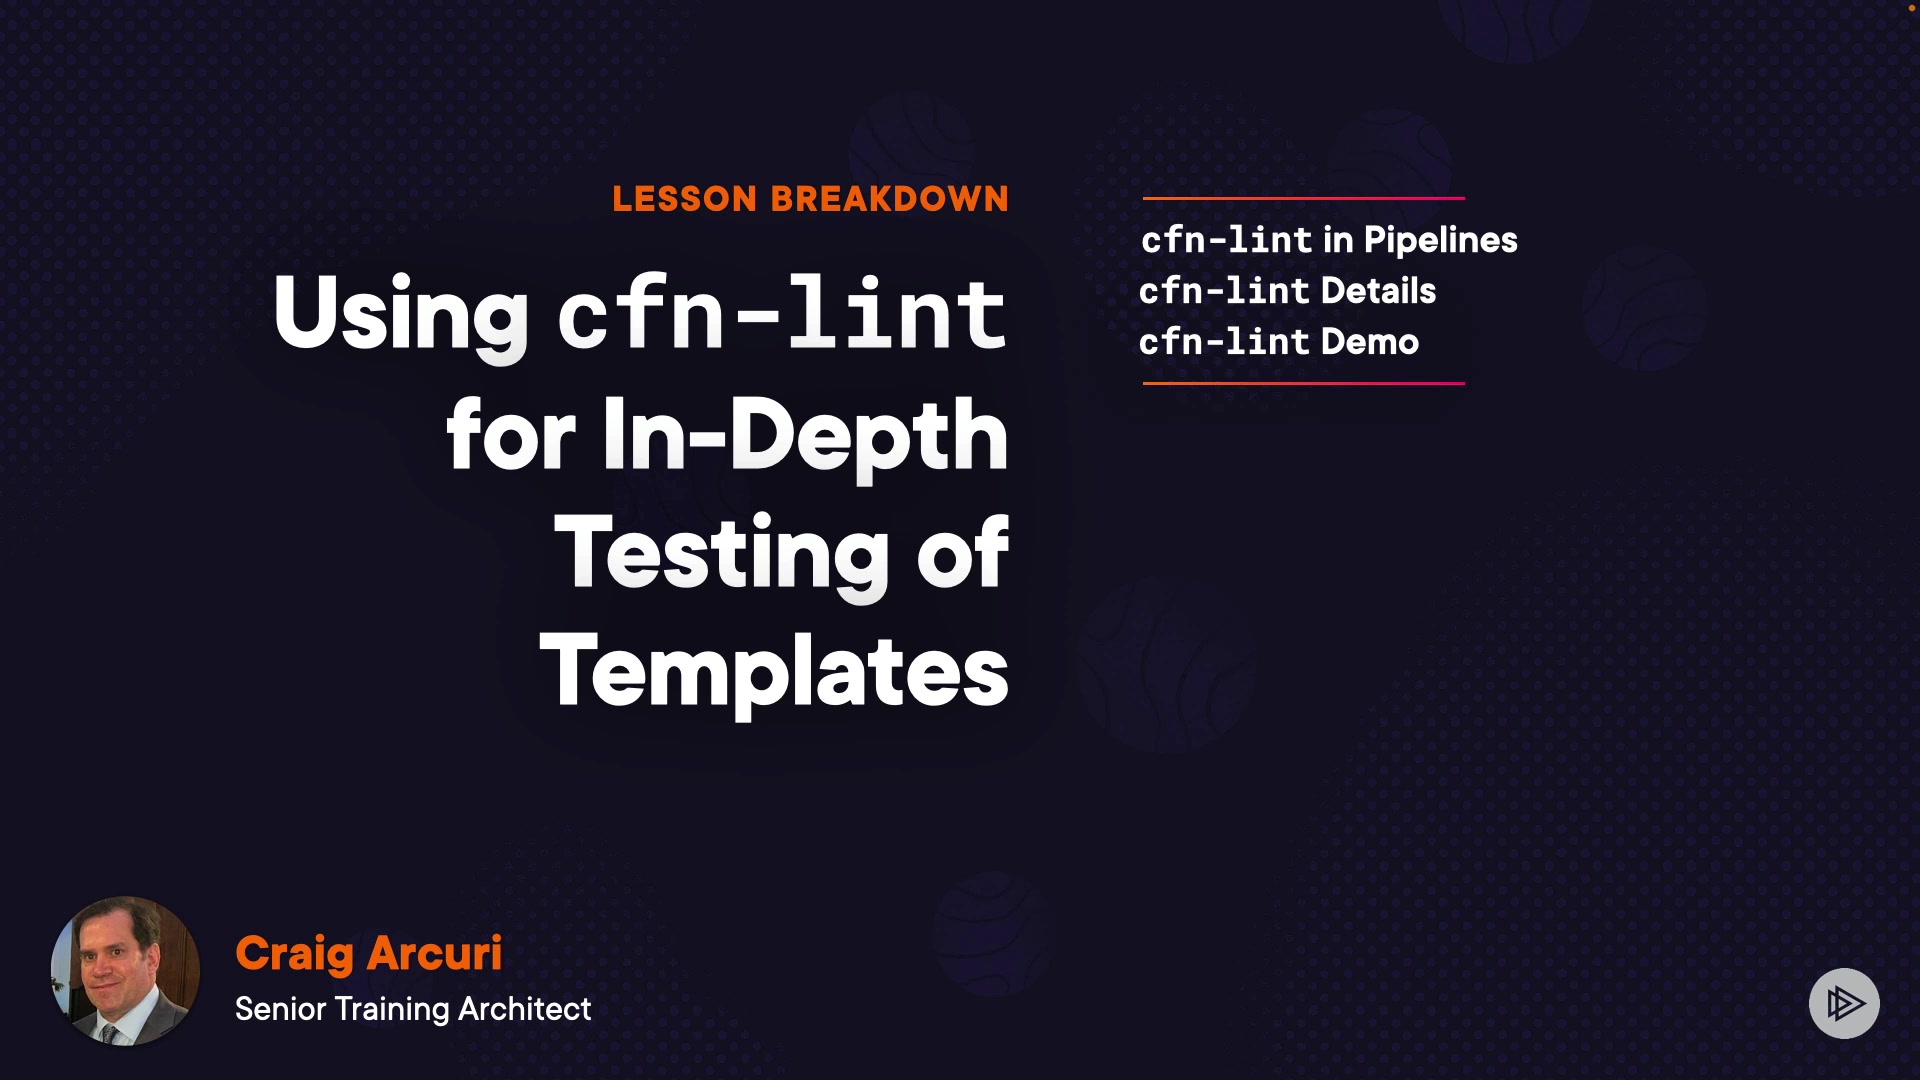 LESSON BREAKDOWN
Using cfn-lint
for In-Depth
Testing of
Templates
cfn-lint in Pipelines
cfn-lint Details
cfn-lint Demo
Craig Arcuri
Senior Training Architect